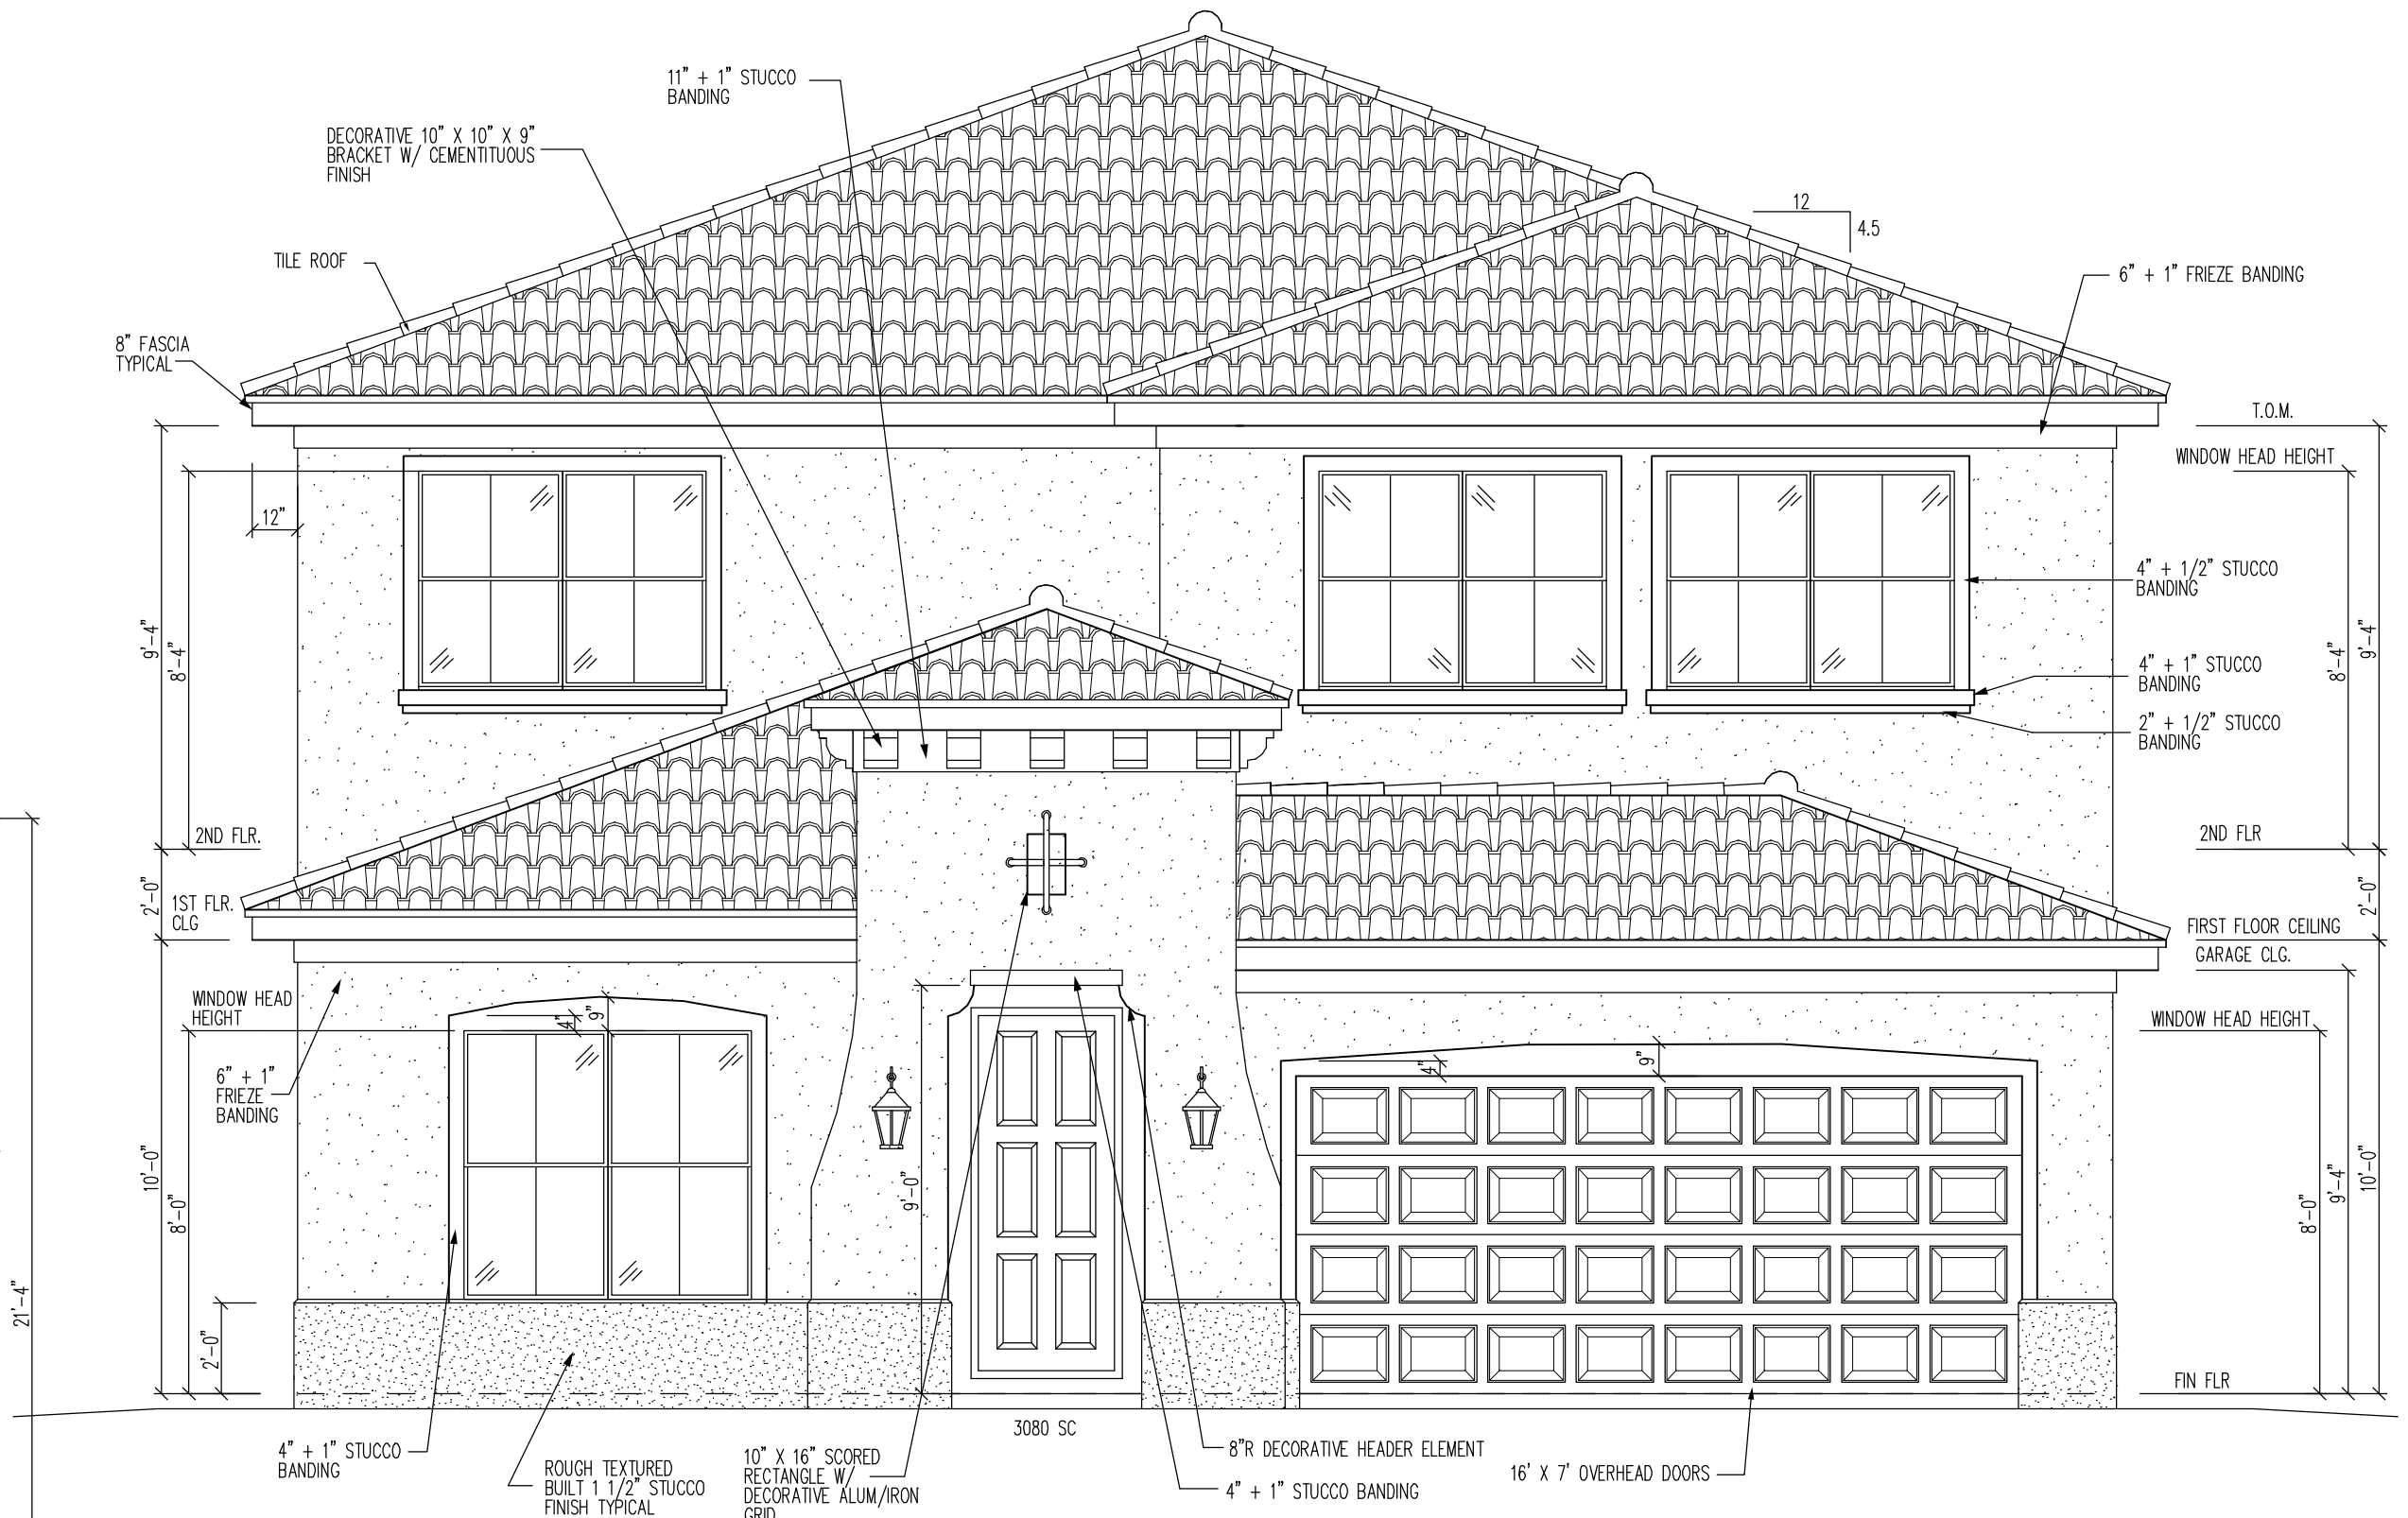 11" + 1" STUCCO
BANDING
DECORATIVE 10" X 10" X 9"
BRACKET W/ CEMENTITUOUS
FINISH
12
4.5
TILE ROOF
6" + 1" FRIEZE BANDING
8" FASCIA
TYPICAL
T.O.M.
WINDOW HEAD HEIGHT
12"
4" + 1/2" STUCCO
BANDING
9'-4"
8'-4"
8'-4"
9'-4"
4" + 1" STUCCO
BANDING
2" + 1/2" STUCCO
BANDING
2ND FLR.
2ND FLR
2'-0"
1ST FLR.
CLG
2'-0"
FIRST FLOOR CEILING
GARAGE CLG.
WINDOW HEAD
HEIGHT
4"
9"
WINDOW HEAD HEIGHT
4"
9"
6" + 1"
FRIEZE
BANDING
10'-0"
8'-0"
9'-0"
8'-0"
9'-4"
10'-0"
21'-4"
2'-0"
FIN FLR
3080 SC
4" + 1" STUCCO
BANDING
ROUGH TEXTURED
BUILT 1 1/2" STUCCO
FINISH TYPICAL
10" X 16" SCORED
RECTANGLE W/
DECORATIVE ALUM/IRON
GRID
8"R DECORATIVE HEADER ELEMENT
4" + 1" STUCCO BANDING
16' X 7' OVERHEAD DOORS